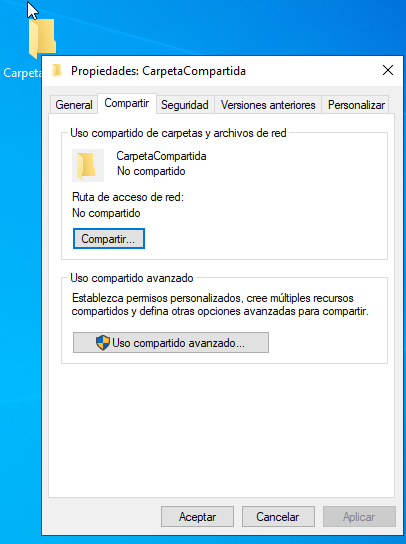 Carpeta
Propiedades: CarpetaCompartida
General
Compartir
Seguridad
Versiones anteriores
Personalizar
Uso compartido de carpetas y archivos de red
CarpetaCompartida
No compartido
Ruta de acceso de red:
No compartido
Compartir...
Uso compartido avanzado
Establezca permisos personalizados, cree múltiples recursos
compartidos y defina otras opciones avanzadas para compartir.
Uso compartido avanzado...
Aceptar
Cancelar
Aplicar